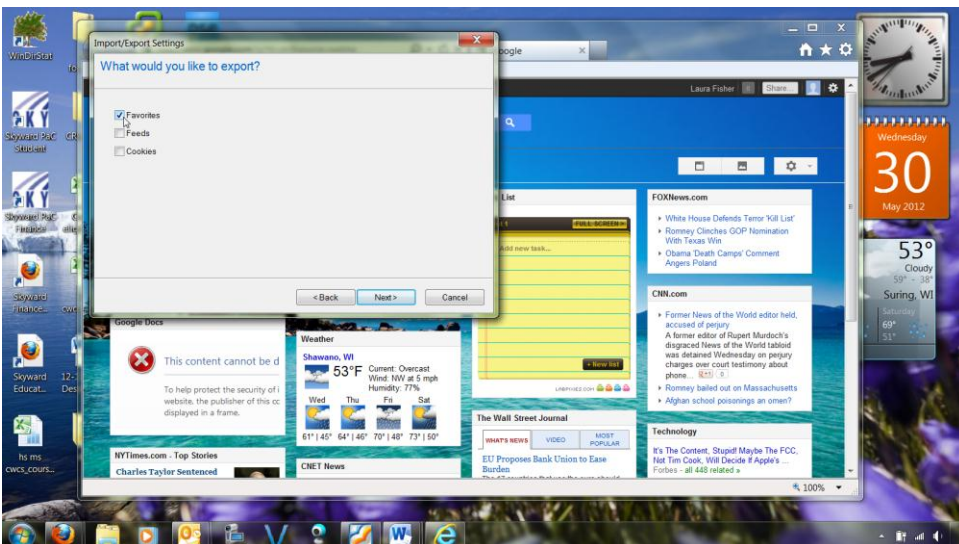 WinDirStat
Skyward PaC
Student
Skyward PaC
Finance
Skyward
Finance...
Skyward
Educat...
12-
Des
hs ms
cwcs_cours...
Import/Export Settings
What would you like to export?
Favorites
Feeds
Cookies
< Back
Next >
Cancel
oogle
Laura Fisher
Share...
List
FULL SCREEN
Add new task...
+ New list
Google Docs
This content cannot be d
To help protect the security of i
website, the publisher of this cc
displayed in a frame.
NYTimes.com - Top Stories
Charles Taylor Sentenced
Weather
Shawano, WI
53°F
Current: Overcast
Wind: NW at 5 mph
Humidity: 77%
Wed Thu Fri Sat
61° | 45° 64° | 46° 70° | 48° 73° | 50°
CNET News
The Wall Street Journal
WHAT'S NEWS
VIDEO
MOST
POPULAR
EU Proposes Bank Union to Ease
Burden
FOXNews.com
White House Defends Terror 'Kill List'
Romney Clinches GOP Nomination
With Texas Win
Obama 'Death Camps' Comment
Angers Poland
CNN.com
Former News of the World editor held,
accused of perjury
A former editor of Rupert Murdoch's
disgraced News of the World tabloid
was detained Wednesday on perjury
charges over court testimony about
phone...
Romney bailed out on Massachusetts
Afghan school poisonings an omen?
Technology
It's The Content, Stupid! Maybe The FCC,
Not Tim Cook, Will Decide If Apple's ...
Forbes - all 448 related »
100%
Wednesday
30
May 2012
53°
Cloudy
59° - 38°
Suring, WI
Saturday
69°
51°